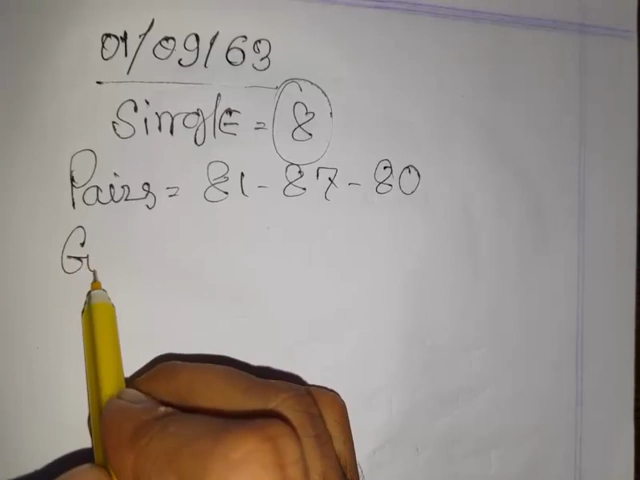 01/09/63
Single = 8
Pairs = 81 - 87 - 80
G